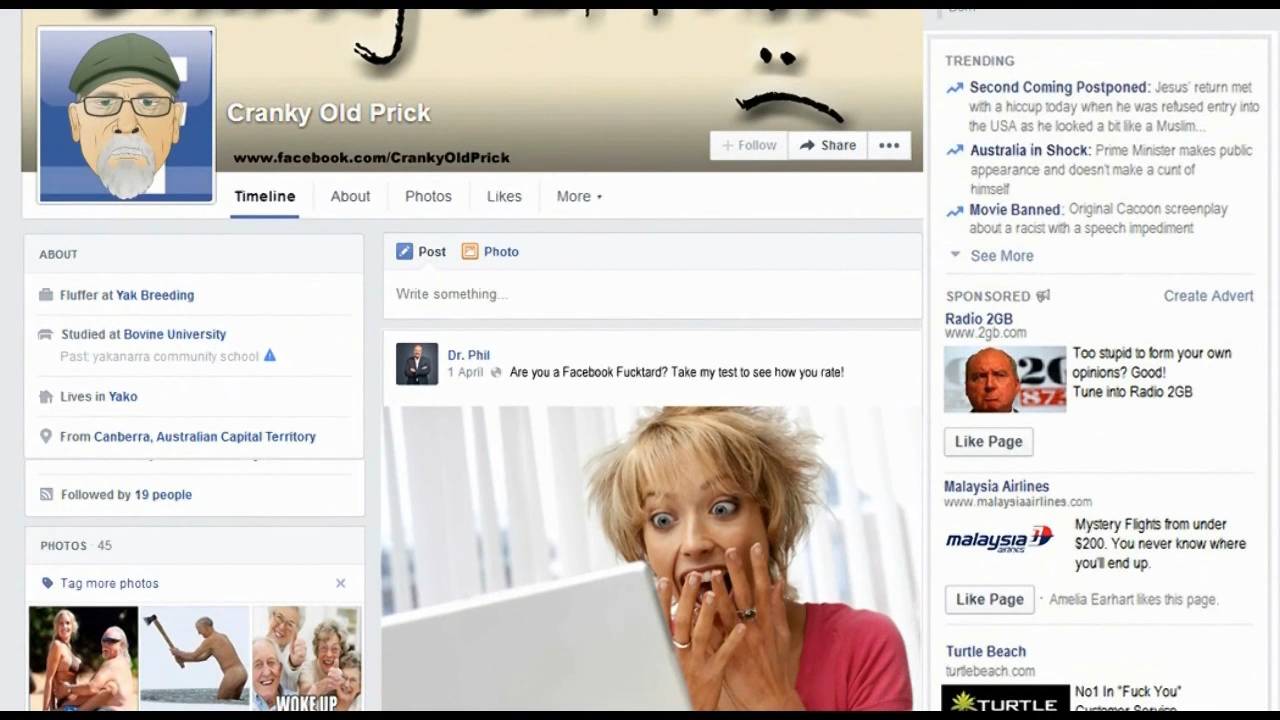 Cranky Old Prick
www.facebook.com/CrankyOldPrick
+ Follow
Share
Timeline
About
Photos
Likes
More
ABOUT
Fluffer at Yak Breeding
Studied at Bovine University
Past: yakanarra community school
Lives in Yako
From Canberra, Australian Capital Territory
Followed by 19 people
PHOTOS · 45
Tag more photos
WOKE UP
Post
Photo
Write something...
Dr. Phil
1 April
Are you a Facebook Fucktard? Take my test to see how you rate!
TRENDING
Second Coming Postponed: Jesus' return met
with a hiccup today when he was refused entry into
the USA as he looked a bit like a Muslim...
Australia in Shock: Prime Minister makes public
appearance and doesn't make a cunt of
himself
Movie Banned: Original Cacoon screenplay
about a racist with a speech impediment
See More
SPONSORED
Create Advert
Radio 2GB
www.2gb.com
Too stupid to form your own
opinions? Good!
Tune into Radio 2GB
Like Page
Malaysia Airlines
www.malaysiaairlines.com
malaysia
airlines
Mystery Flights from under
$200. You never know where
you'll end up.
Like Page · Amelia Earhart likes this page.
Turtle Beach
turtlebeach.com
TURTLE
No1 In "Fuck You"
Customer Service